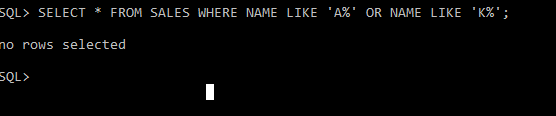 SQL> SELECT * FROM SALES WHERE NAME LIKE 'A%' OR NAME LIKE 'K%';
no rows selected
SQL>